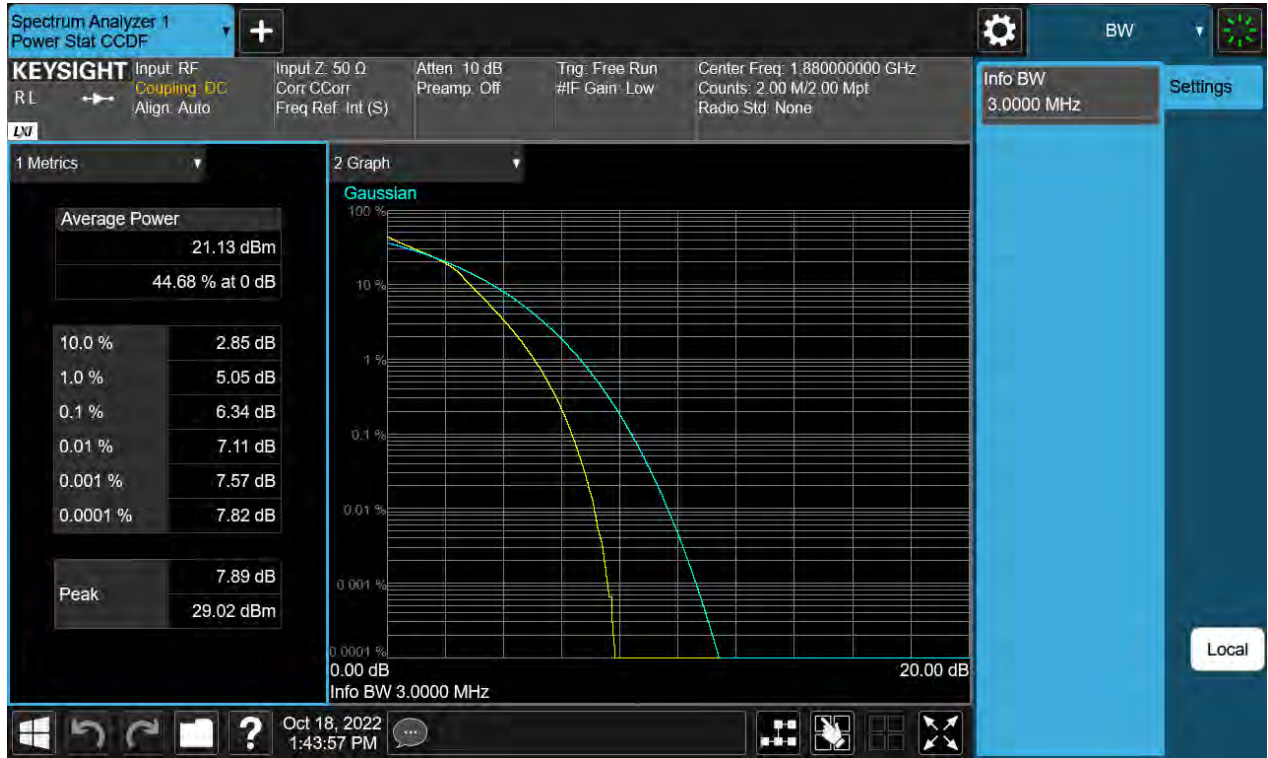 Spectrum Analyzer 1
Power Stat CCDF
+
BW
KEYSIGHT
RL
LXI
Input: RF
Coupling: DC
Align: Auto
Input Z: 50 Ω
Corr CCorr
Freq Ref: Int (S)
Atten: 10 dB
Preamp: Off
Trig: Free Run
#IF Gain: Low
Center Freq: 1.880000000 GHz
Counts: 2.00 M/2.00 Mpt
Radio Std: None
Info BW
3.0000 MHz
Settings
1 Metrics
Average Power
21.13 dBm
44.68 % at 0 dB
10.0 % 2.85 dB
1.0 % 5.05 dB
0.1 % 6.34 dB
0.01 % 7.11 dB
0.001 % 7.57 dB
0.0001 % 7.82 dB
Peak
7.89 dB
29.02 dBm
2 Graph
Gaussian
100 %
10 %
1 %
0.1 %
0.01 %
0.001 %
0.0001 %
0.00 dB 20.00 dB
Info BW 3.0000 MHz
Local
?
Oct 18, 2022
1:43:57 PM